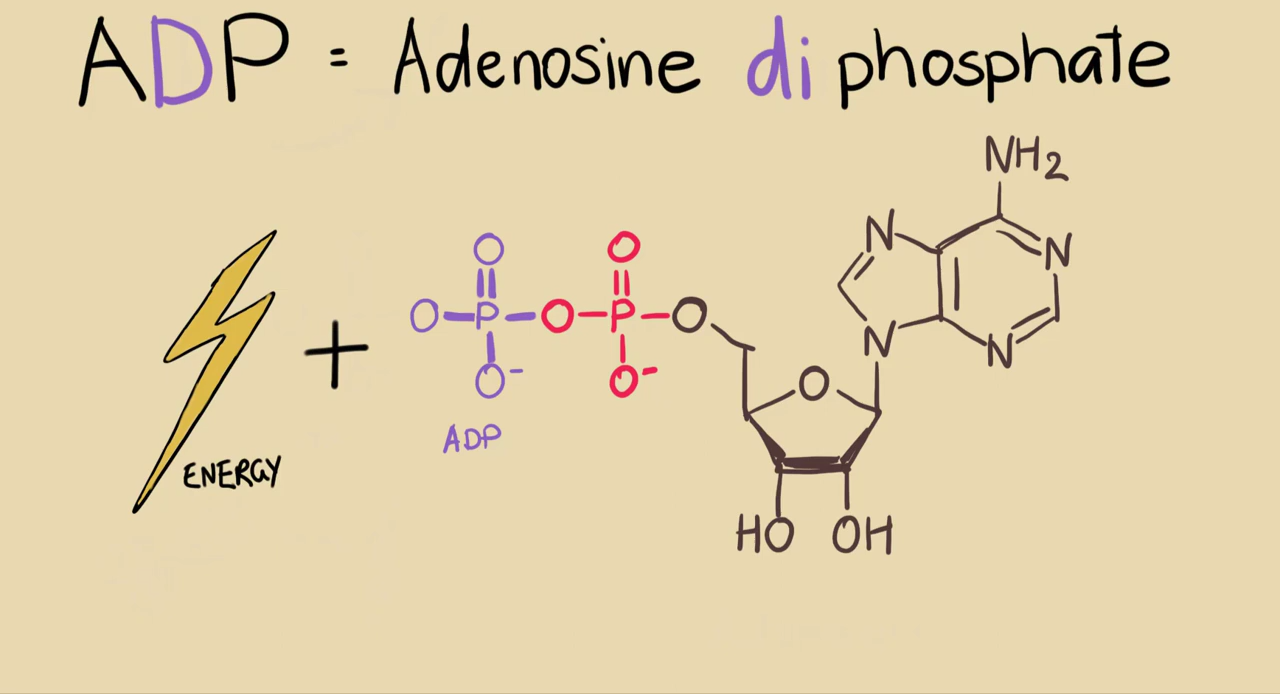 ADP = Adenosine di phosphate
NH2
N
N
O
O
O
P
O
P
O
N
N
O-
O-
O
ADP
ENERGY
HO
OH